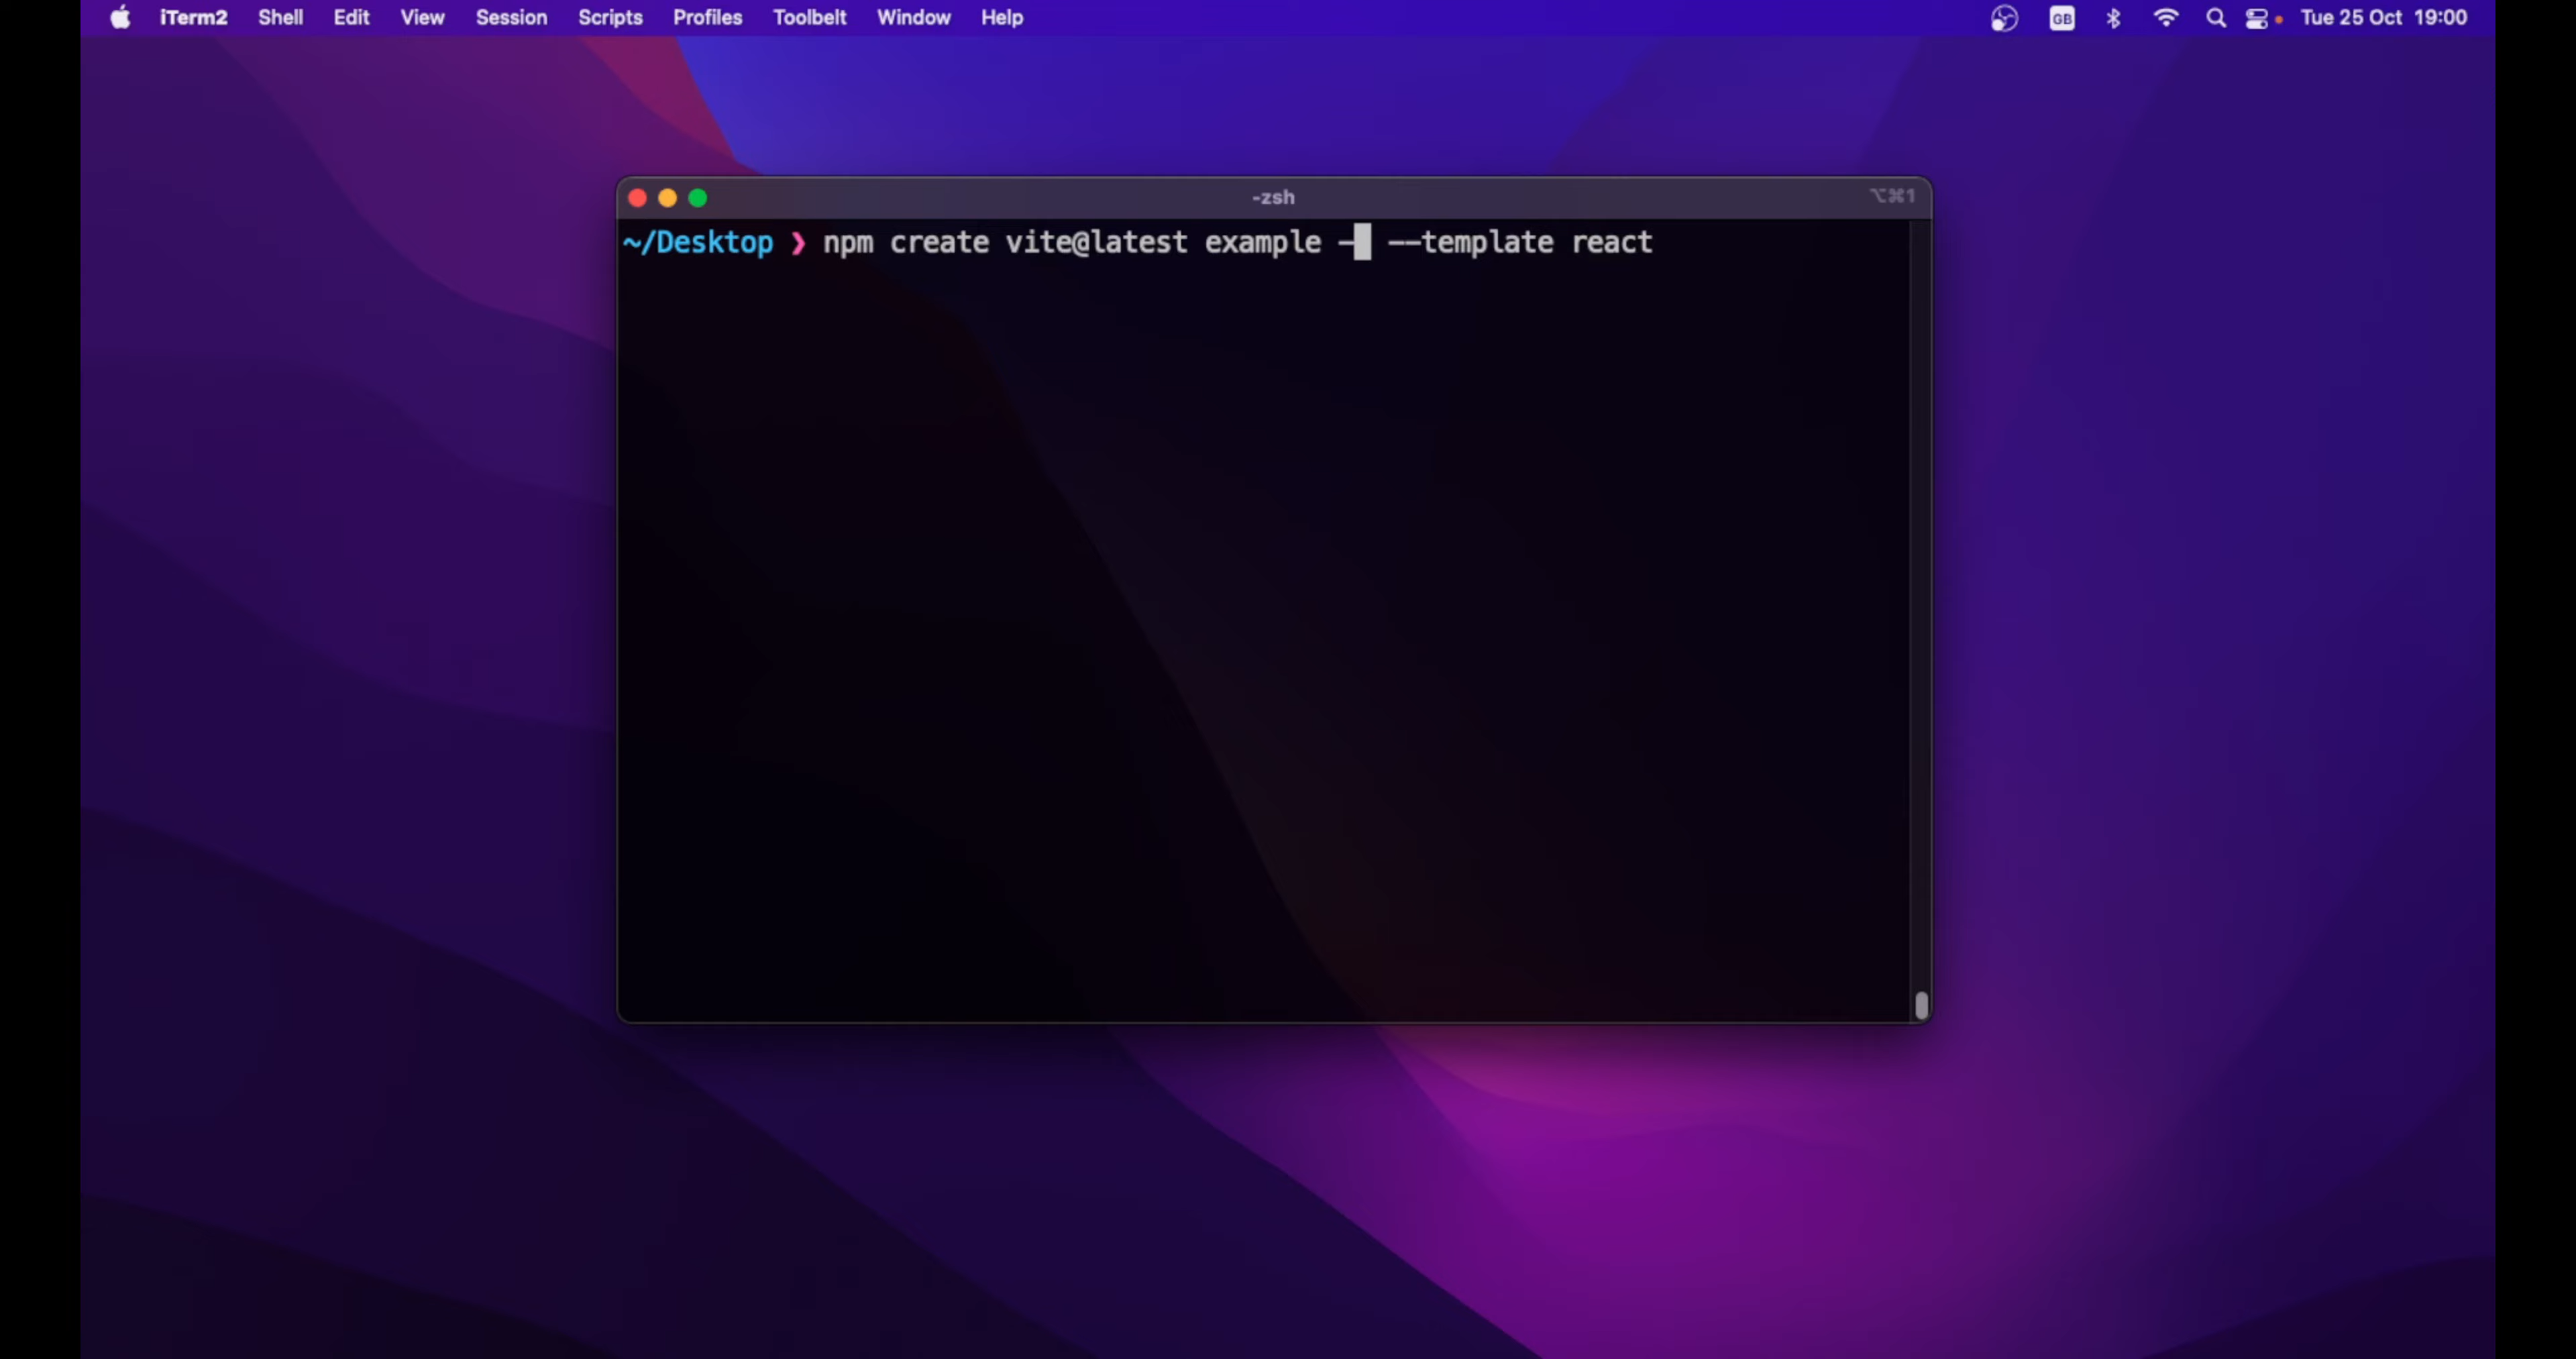 iTerm2 Shell Edit View Session Scripts Profiles Toolbelt Window Help GB Tue 25 Oct 19:00
-zsh ⌥⌘1
~/Desktop ❯ npm create vite@latest example - --template react